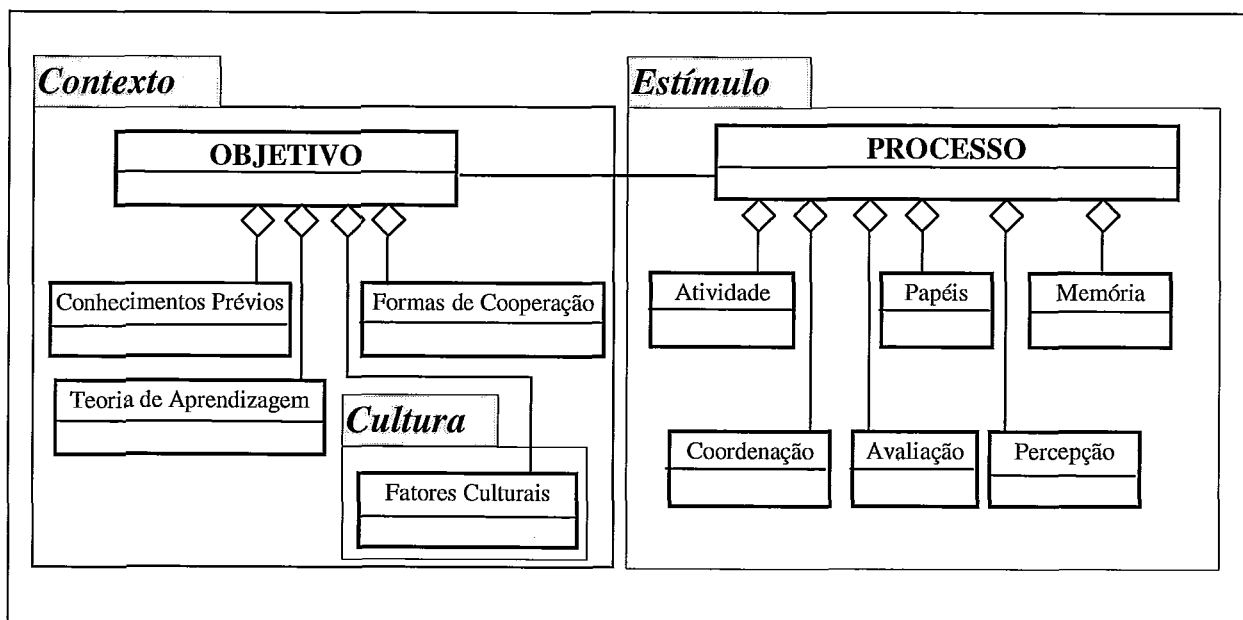 Contexto
OBJETIVO
Conhecimentos Prévios
Formas de Cooperação
Teoria de Aprendizagem
Cultura
Fatores Culturais
Estímulo
PROCESSO
Atividade
Papéis
Memória
Coordenação
Avaliação
Percepção